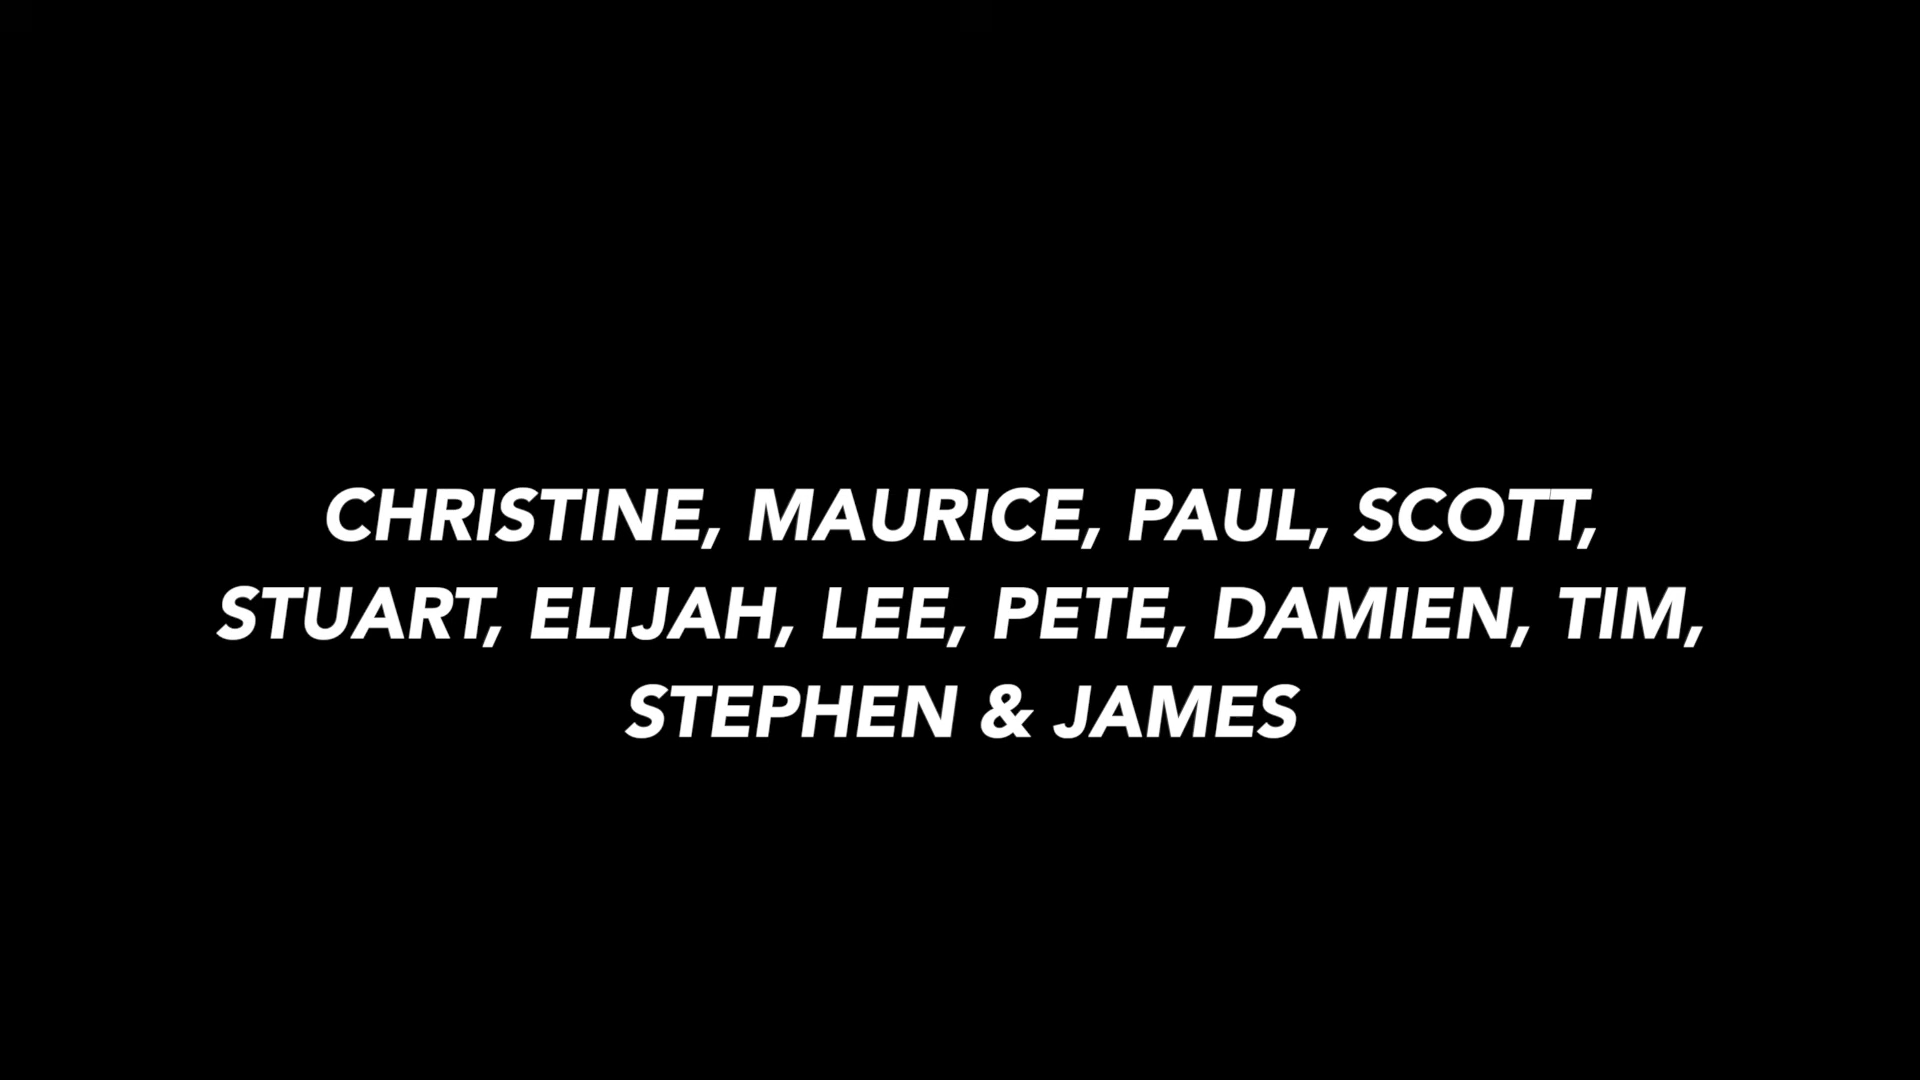 CHRISTINE, MAURICE, PAUL, SCOTT,
STUART, ELIJAH, LEE, PETE, DAMIEN, TIM,
STEPHEN & JAMES